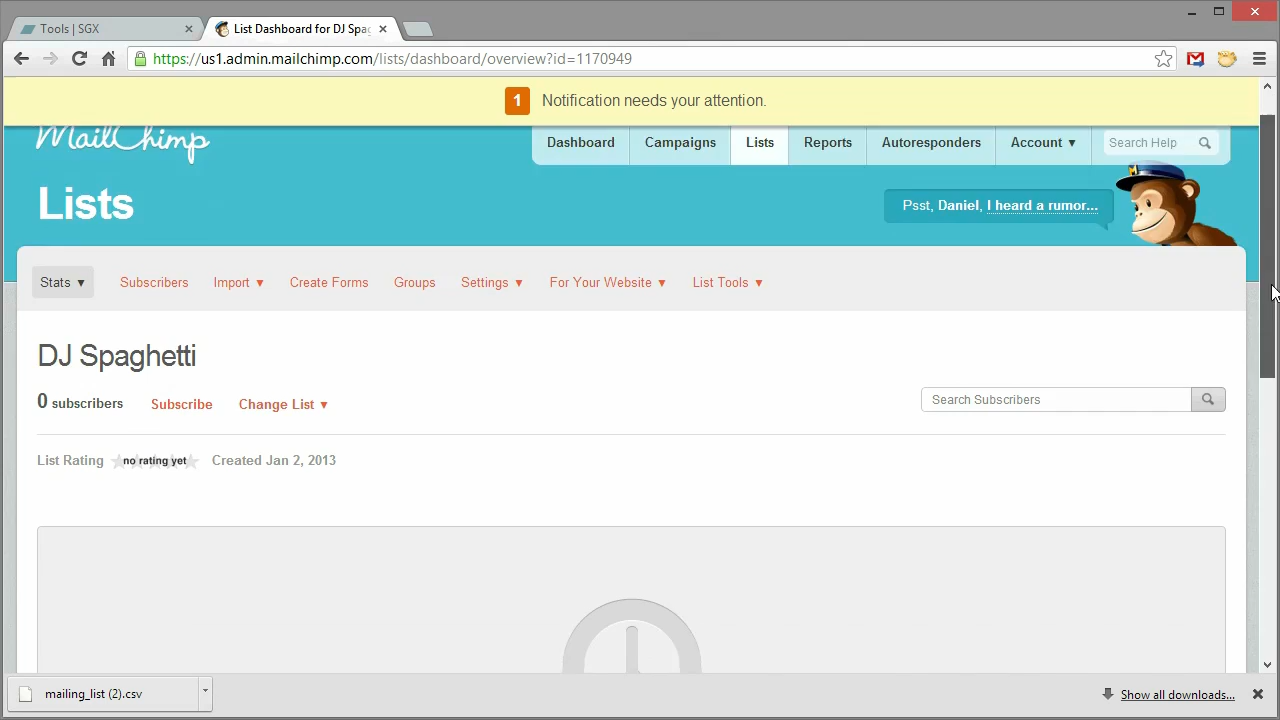 Tools | SGX
List Dashboard for DJ Spag
https://us1.admin.mailchimp.com/lists/dashboard/overview?id=1170949
1 Notification needs your attention.
MailChimp
Dashboard Campaigns Lists Reports Autoresponders Account ▼ Search Help
Lists
Psst, Daniel, I heard a rumor...
Stats ▼ Subscribers Import ▼ Create Forms Groups Settings ▼ For Your Website ▼ List Tools ▼
DJ Spaghetti
0 subscribers Subscribe Change List ▼ Search Subscribers
List Rating no rating yet Created Jan 2, 2013
mailing_list (2).csv Show all downloads...